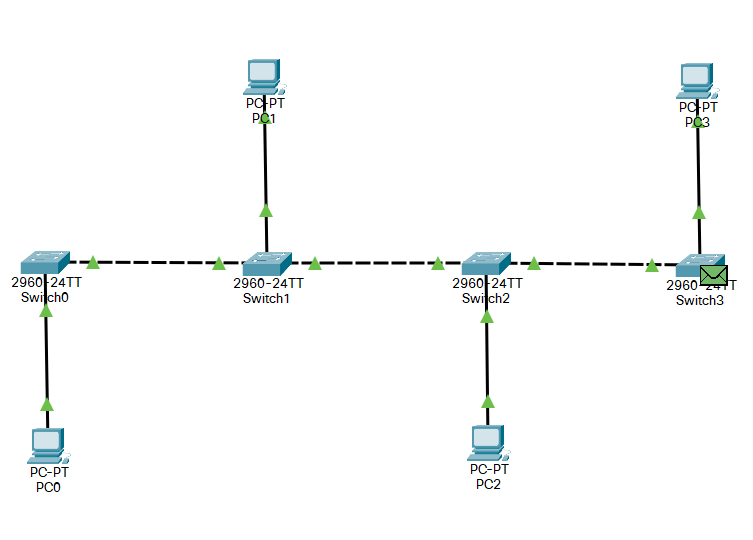 PC-PT
PC1
PC-PT
PC3
2960-24TT
Switch0
2960-24TT
Switch1
2960-24TT
Switch2
2960-24TT
Switch3
PC-PT
PC0
PC-PT
PC2